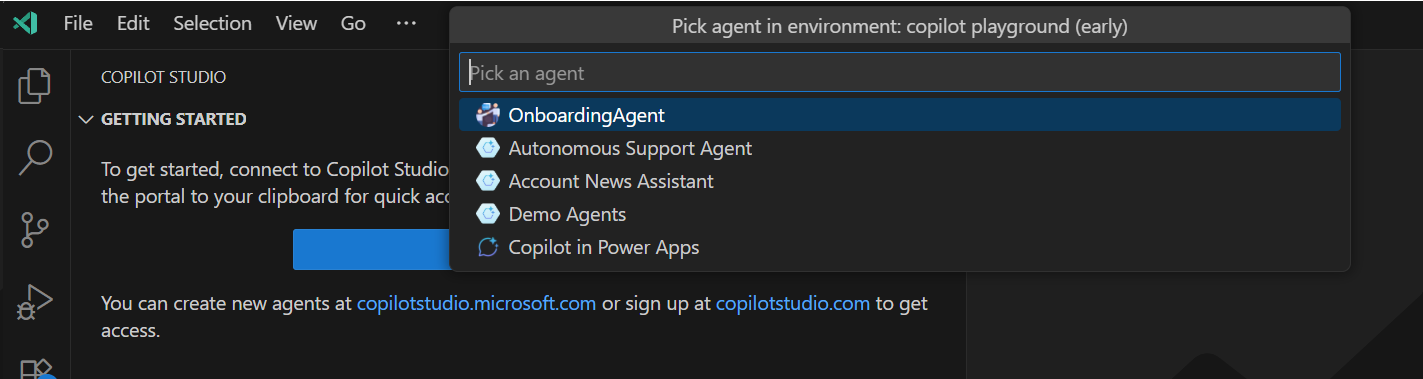 File Edit Selection View Go ···
Pick agent in environment: copilot playground (early)
Pick an agent
OnboardingAgent
Autonomous Support Agent
Account News Assistant
Demo Agents
Copilot in Power Apps
COPILOT STUDIO
GETTING STARTED
To get started, connect to Copilot Studio
the portal to your clipboard for quick
You can create new agents at copilotstudio.microsoft.com or sign up at copilotstudio.com to get
access.